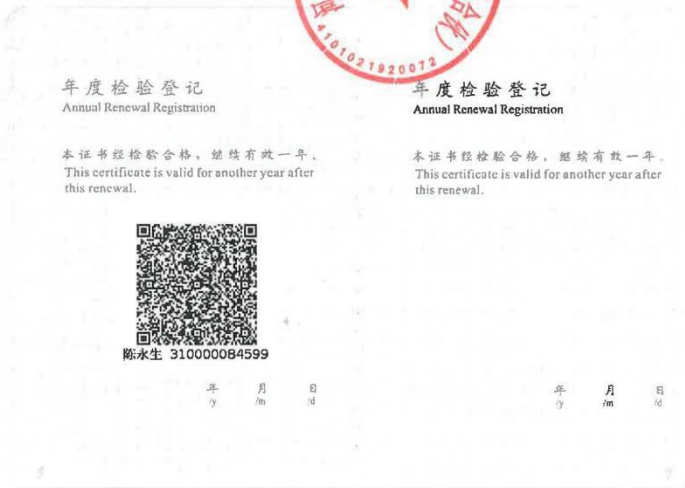 合伙)
4101021920072
年度检验登记
Annual Renewal Registration
本证书经检验合格，继续有效一年。
This certificate is valid for another year after
this renewal.
陈永生 310000084599
年 月 日
/y /m /d
年度检验登记
Annual Renewal Registration
本证书经检验合格，继续有效一年。
This certificate is valid for another year after
this renewal.
年 月 日
/y /m /d